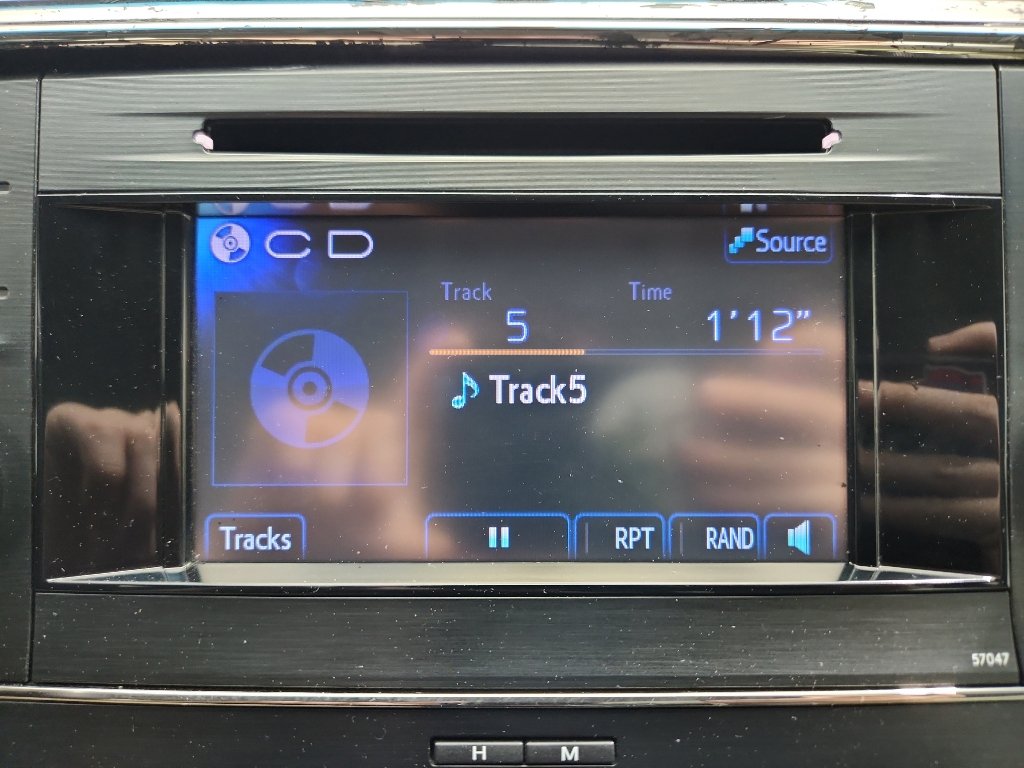 CD
Source
Track Time
5 1'12"
Track5
Tracks RPT RAND
57047
H M